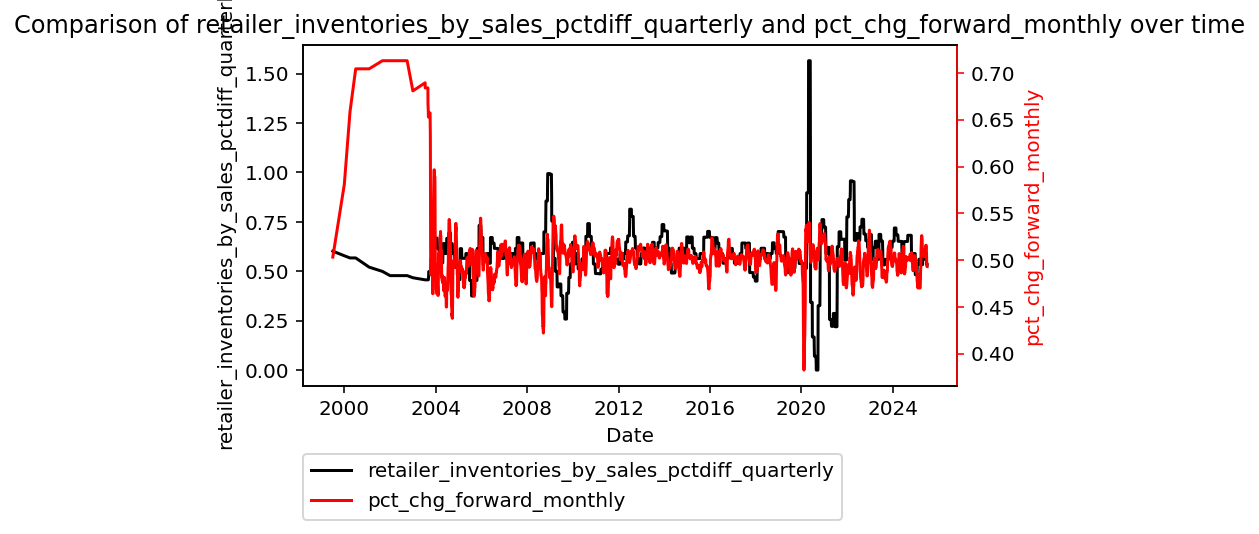 Comparison of retailer_inventories_by_sales_pctdiff_quarterly and pct_chg_forward_monthly over time
retailer_inventories_by_sales_pctdiff_quarterly
1.50
1.25
1.00
0.75
0.50
0.25
0.00
0.70
0.65
0.60
0.55
0.50
0.45
0.40
pct_chg_forward_monthly
2000 2004 2008 2012 2016 2020 2024
Date
retailer_inventories_by_sales_pctdiff_quarterly
pct_chg_forward_monthly